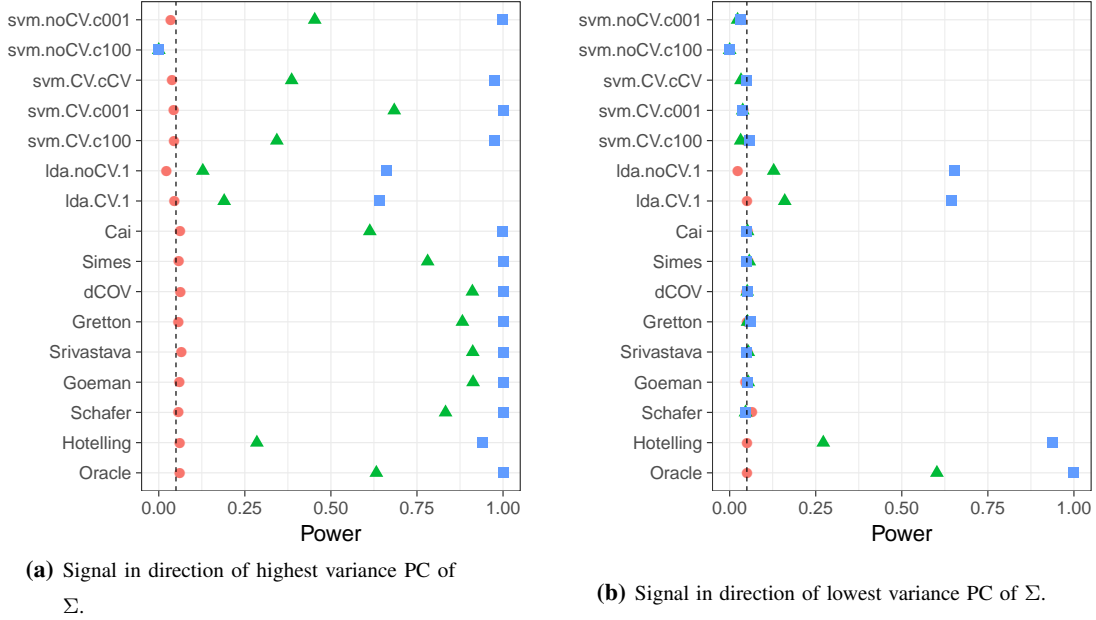 svm.noCV.c001
svm.noCV.c100
svm.CV.cCV
svm.CV.c001
svm.CV.c100
lda.noCV.1
lda.CV.1
Cai
Simes
dCOV
Gretton
Srivastava
Goeman
Schafer
Hotelling
Oracle
0.00 0.25 0.50 0.75 1.00
Power
(a) Signal in direction of highest variance PC of
Σ.
svm.noCV.c001
svm.noCV.c100
svm.CV.cCV
svm.CV.c001
svm.CV.c100
lda.noCV.1
lda.CV.1
Cai
Simes
dCOV
Gretton
Srivastava
Goeman
Schafer
Hotelling
Oracle
0.00 0.25 0.50 0.75 1.00
Power
(b) Signal in direction of lowest variance PC of Σ.